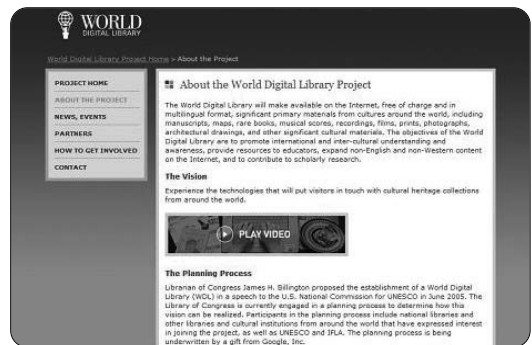 WORLD
DIGITAL LIBRARY
World Digital Library Project Home > About the Project
PROJECT HOME
ABOUT THE PROJECT
NEWS, EVENTS
PARTNERS
HOW TO GET INVOLVED
CONTACT
About the World Digital Library Project
The World Digital Library will make available on the Internet, free of charge and in
multilingual format, significant primary materials from cultures around the world, including
manuscripts, maps, rare books, musical scores, recordings, films, prints, photographs,
architectural drawings, and other significant cultural materials. The objectives of the World
Digital Library are to promote international and inter-cultural understanding and
awareness, provide resources to educators, expand non-English and non-Western content
on the Internet, and to contribute to scholarly research.
The Vision
Experience the technologies that will put visitors in touch with cultural heritage collections
from around the world.
PLAY VIDEO
The Planning Process
Librarian of Congress James H. Billington proposed the establishment of a World Digital
Library (WDL) in a speech to the U.S. National Commission for UNESCO in June 2005. The
Library of Congress is currently engaged in a planning process to determine how this
vision can be realized. Participants in the planning process include national libraries and
other libraries and cultural institutions from around the world that have expressed interest
in joining the project, as well as UNESCO and IFLA. The planning process is being
underwritten by a gift from Google, Inc.